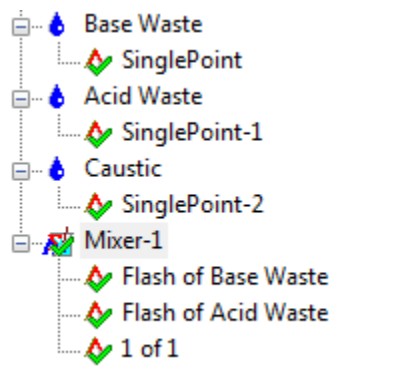 Base Waste
SinglePoint
Acid Waste
SinglePoint-1
Caustic
SinglePoint-2
Mixer-1
Flash of Base Waste
Flash of Acid Waste
1 of 1